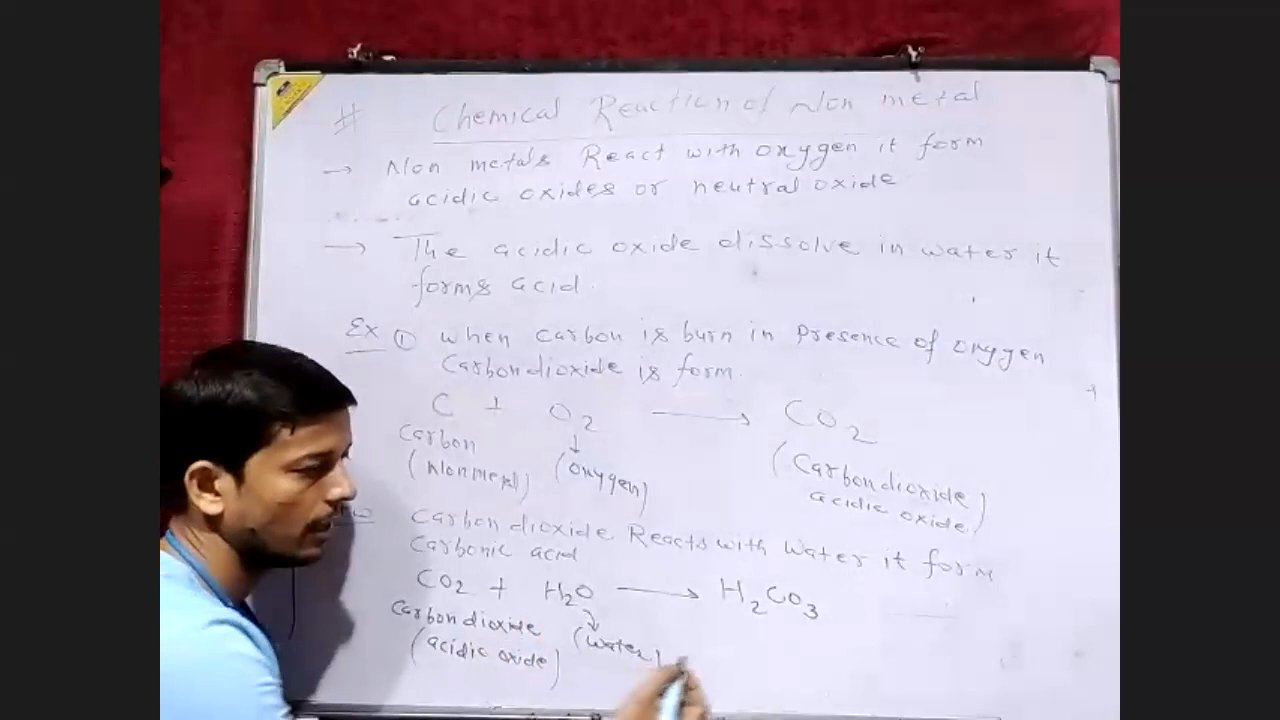 # Chemical Reaction of Non metal
→ Non metals React with oxygen it form
acidic oxides or neutral oxide
→ The acidic oxide dissolve in water it
forms acid.
Ex ① when carbon is burn in Presence of oxygen
Carbondioxide is form.
C + O2 → CO2
Carbon
(Nonmetal) (oxygen) (Carbondioxide)
acidic oxide
Carbondioxide Reacts with water it form
Carbonic acid
CO2 + H2O → H2CO3
Carbondioxide (water)
(acidic oxide)